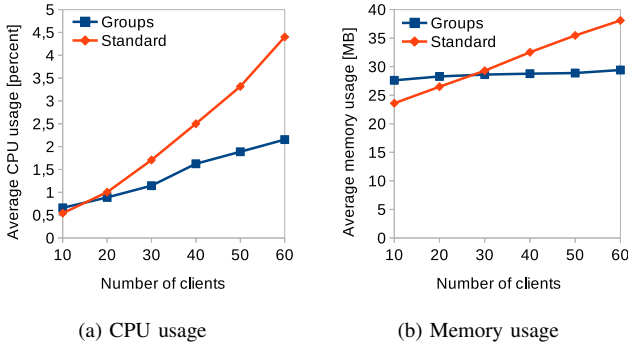 5
4,5
4
3,5
3
2,5
2
1,5
1
0,5
0
10 20 30 40 50 60
Groups
Standard
Average CPU usage [percent]
Number of clients
(a) CPU usage
40
35
30
25
20
15
10
5
0
10 20 30 40 50 60
Groups
Standard
Average memory usage [MB]
Number of clients
(b) Memory usage